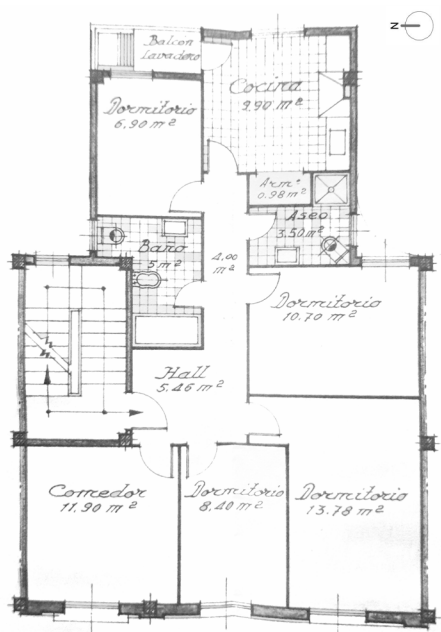 N
Balcon
Lavadero
Cocina
9.90 m²
Dormitorio
6.90 m²
Armº
0.98 m²
Aseo
3.50 m²
Baño
5 m²
4.00
m²
Dormitorio
10.70 m²
Hall
5.46 m²
Comedor
11.90 m²
Dormitorio
8.40 m²
Dormitorio
13.78 m²